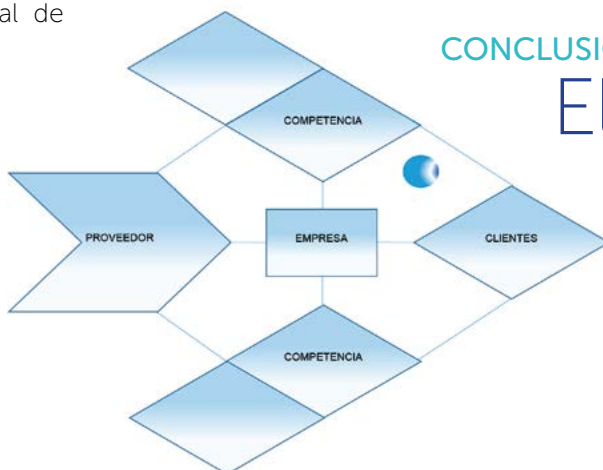 al de
CONCLUSI
E
COMPETENCIA
PROVEEDOR
EMPRESA
CLIENTES
COMPETENCIA